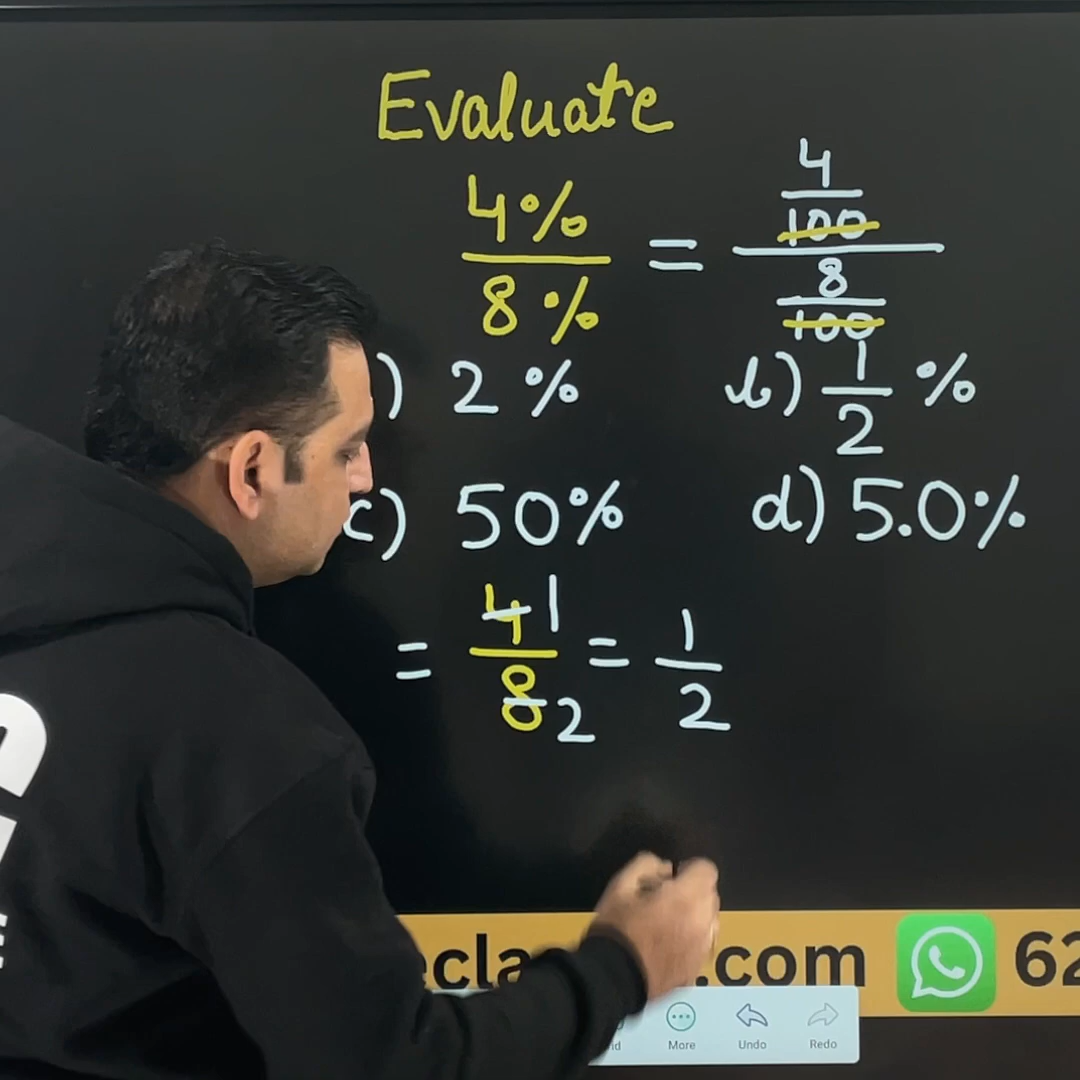 Evaluate
4% / 8% = 4/100 / 8/100
) 2 % b) 1/2 %
c) 50% d) 5.0%
= 4 1 / 8 2 = 1/2
.com 62
More Undo Redo